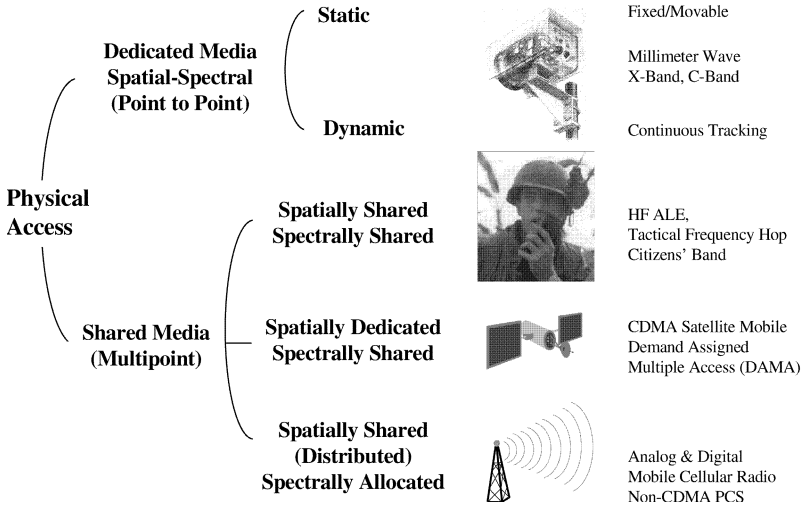 Physical
Access
Dedicated Media
Spatial-Spectral
(Point to Point)
Static
Fixed/Movable
Millimeter Wave
X-Band, C-Band
Dynamic
Continuous Tracking
Shared Media
(Multipoint)
Spatially Shared
Spectrally Shared
HF ALE,
Tactical Frequency Hop
Citizens’ Band
Spatially Dedicated
Spectrally Shared
CDMA Satellite Mobile
Demand Assigned
Multiple Access (DAMA)
Spatially Shared
(Distributed)
Spectrally Allocated
Analog & Digital
Mobile Cellular Radio
Non-CDMA PCS